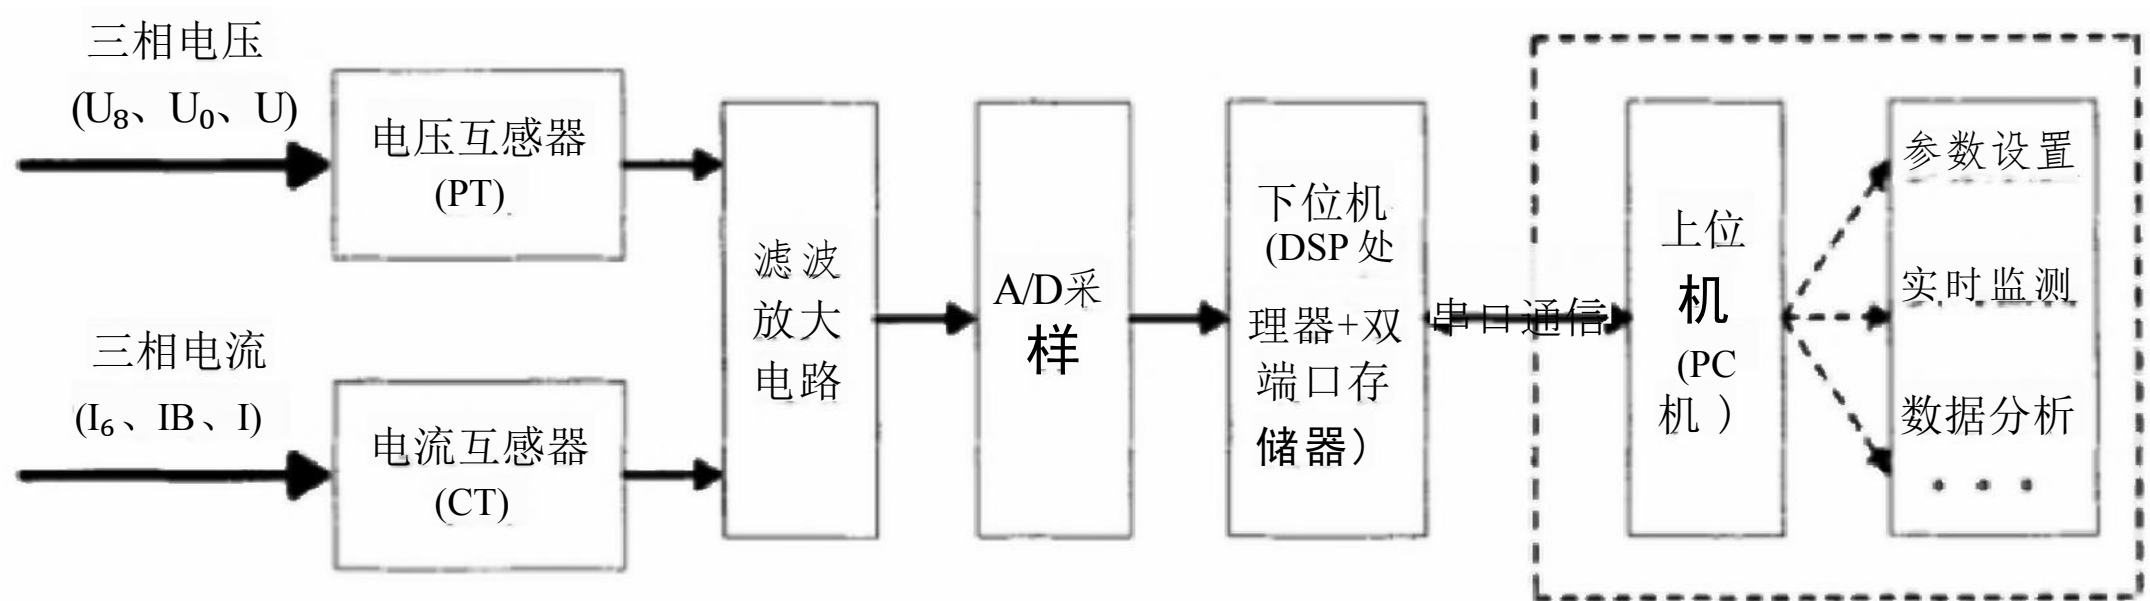 三相电压
(U₈、U₀、U)
电压互感器
(PT)
三相电流
(I₆、IB、I)
电流互感器
(CT)
滤波
放大
电路
A/D采
样
下位机
(DSP处
理器+双
端口存
储器）
串口通信
上位
机
(PC
机）
参数设置
实时监测
数据分析
• • •